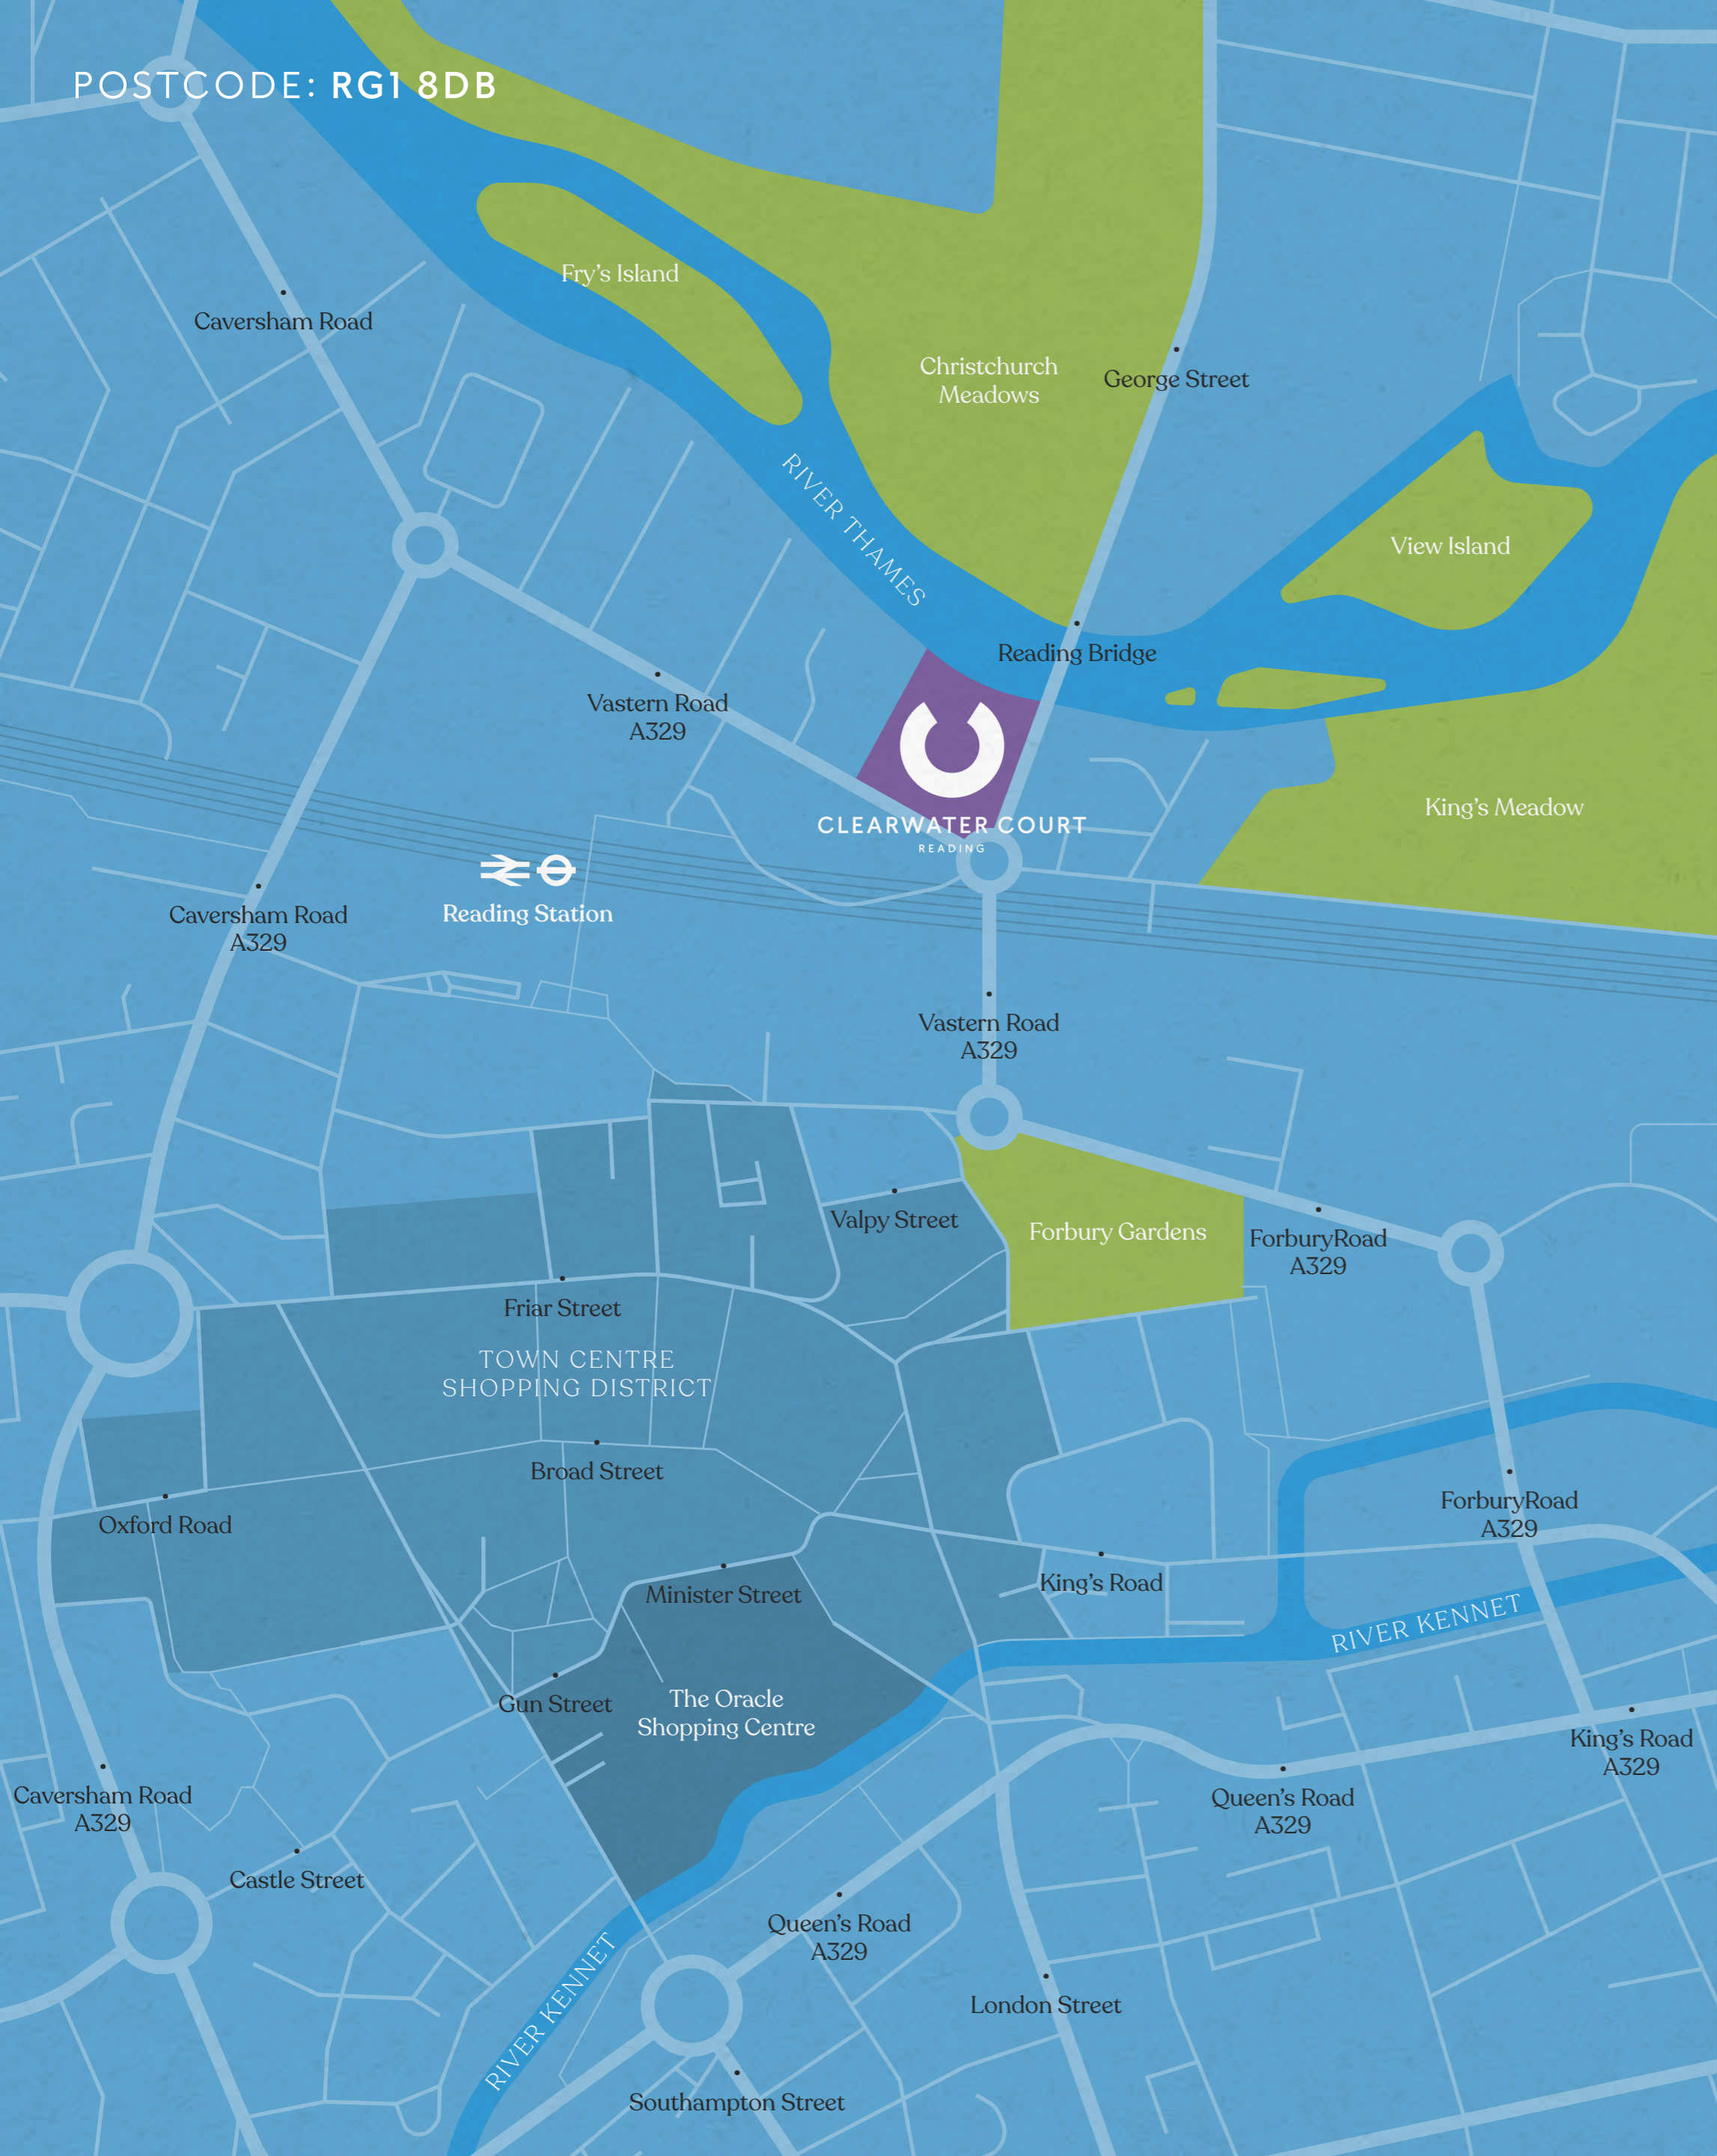 POSTCODE: RG1 8DB
Fry's Island
Caversham Road
Christchurch
Meadows
George Street
RIVER THAMES
View Island
Reading Bridge
Vastern Road
A329
King's Meadow
CLEARWATER COURT
READING
Reading Station
Caversham Road
A329
Vastern Road
A329
Valpy Street
Forbury Gardens
ForburyRoad
A329
Friar Street
TOWN CENTRE
SHOPPING DISTRICT
Broad Street
Oxford Road
ForburyRoad
A329
Minister Street
King's Road
RIVER KENNET
Gun Street
The Oracle
Shopping Centre
King's Road
A329
Caversham Road
A329
Queen's Road
A329
Castle Street
Queen's Road
A329
RIVER KENNET
London Street
Southampton Street